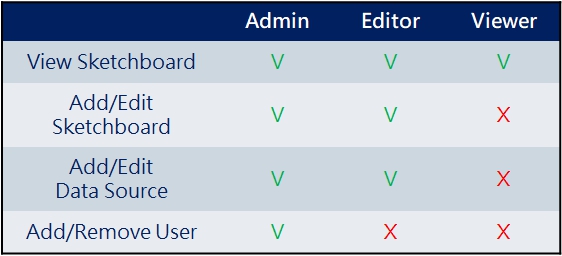 Admin Editor Viewer
View Sketchboard V V V
Add/Edit
Sketchboard V V X
Add/Edit
Data Source V V X
Add/Remove User V X X